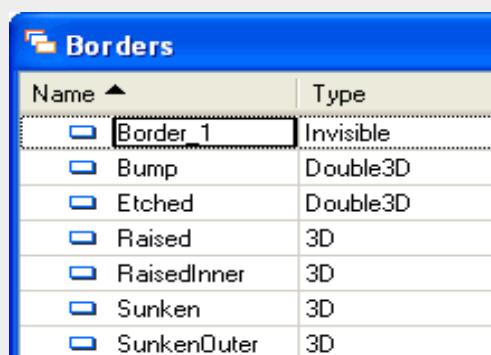 Borders
Name Type
Border_1 Invisible
Bump Double3D
Etched Double3D
Raised 3D
RaisedInner 3D
Sunken 3D
SunkenOuter 3D